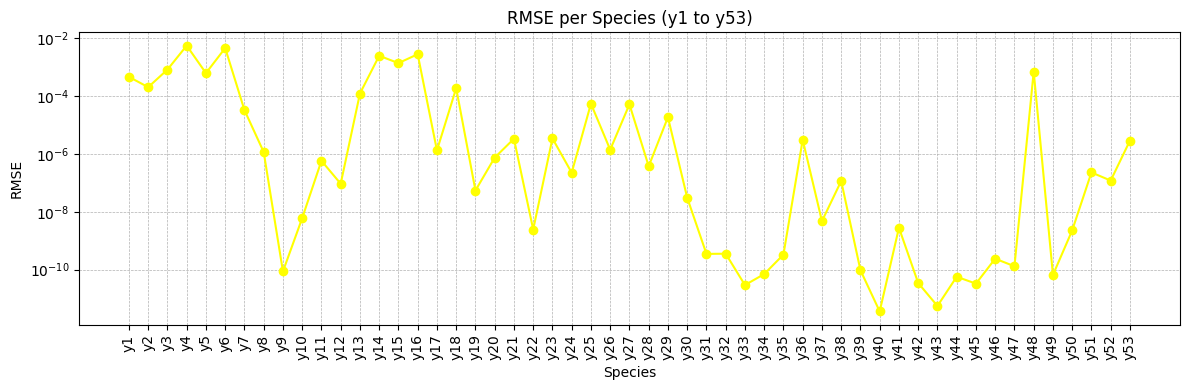 RMSE per Species (y1 to y53)
RMSE
10⁻²
10⁻⁴
10⁻⁶
10⁻⁸
10⁻¹⁰
y1 y2 y3 y4 y5 y6 y7 y8 y9 y10 y11 y12 y13 y14 y15 y16 y17 y18 y19 y20 y21 y22 y23 y24 y25 y26 y27 y28 y29 y30 y31 y32 y33 y34 y35 y36 y37 y38 y39 y40 y41 y42 y43 y44 y45 y46 y47 y48 y49 y50 y51 y52 y53
Species